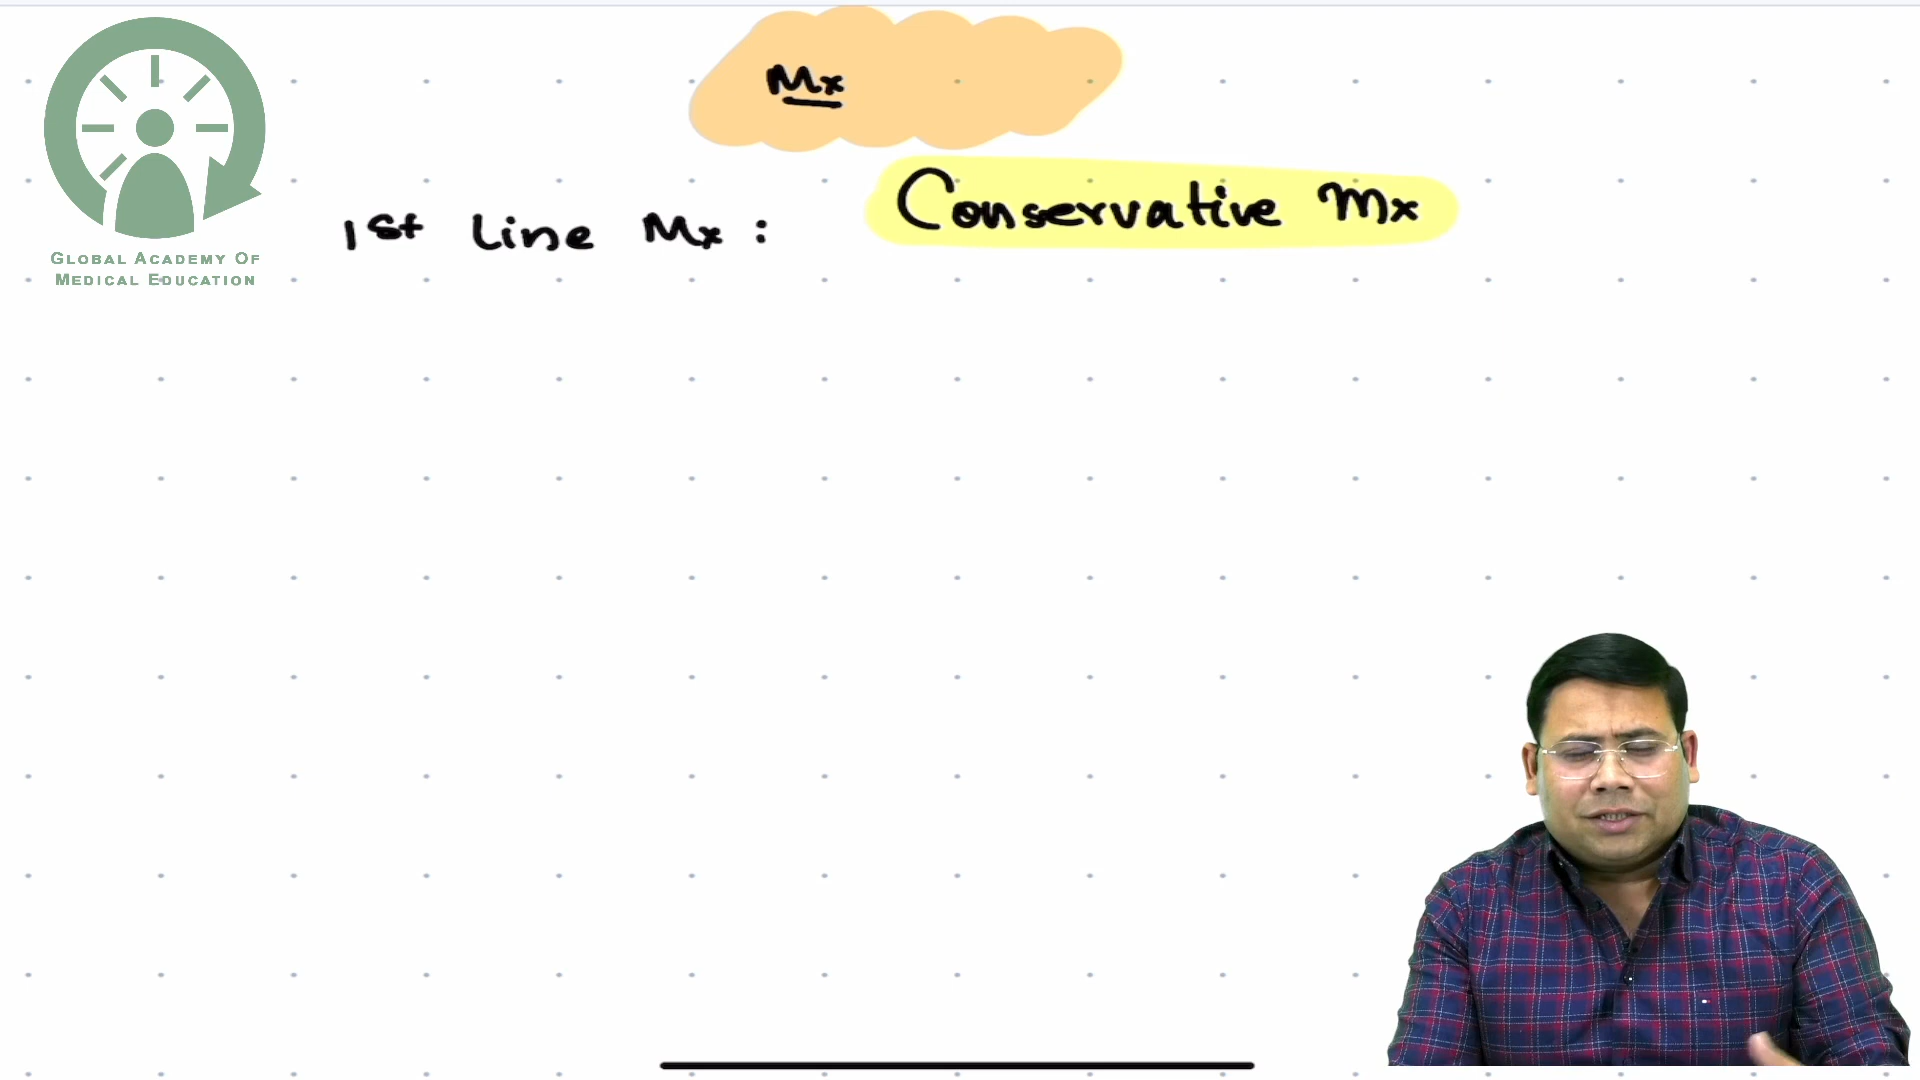 Mx
1st Line Mx : Conservative Mx
GLOBAL ACADEMY OF
MEDICAL EDUCATION